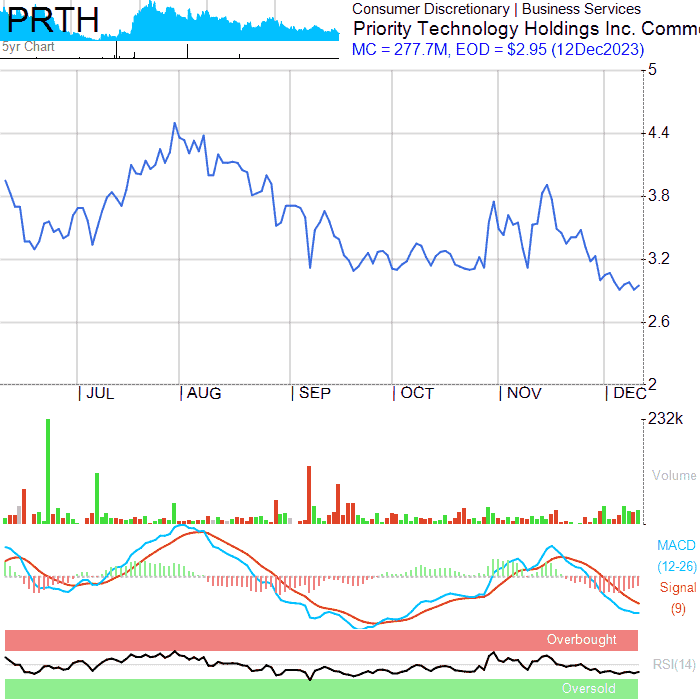 PRTH
5yr Chart
Consumer Discretionary | Business Services
Priority Technology Holdings Inc. Comm
MC = 277.7M, EOD = $2.95 (12Dec2023)
5
4.4
3.8
3.2
2.6
2
JUL AUG SEP OCT NOV DEC
232k
Volume
MACD
(12-26)
Signal
(9)
Overbought
RSI(14)
Oversold